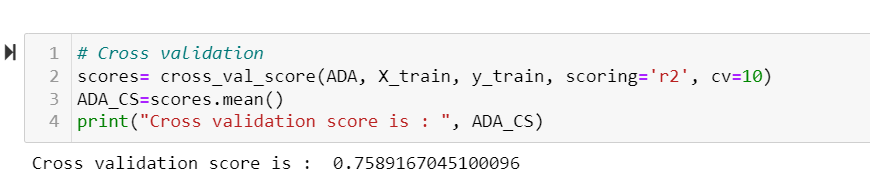 1 # Cross validation
2 scores= cross_val_score(ADA, X_train, y_train, scoring='r2', cv=10)
3 ADA_CS=scores.mean()
4 print("Cross validation score is : ", ADA_CS)
Cross validation score is :  0.7589167045100096